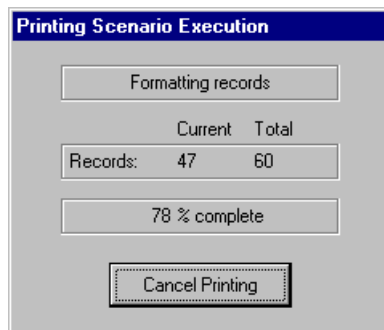 Printing Scenario Execution
Formatting records
Current Total
Records: 47 60
78 % complete
Cancel Printing